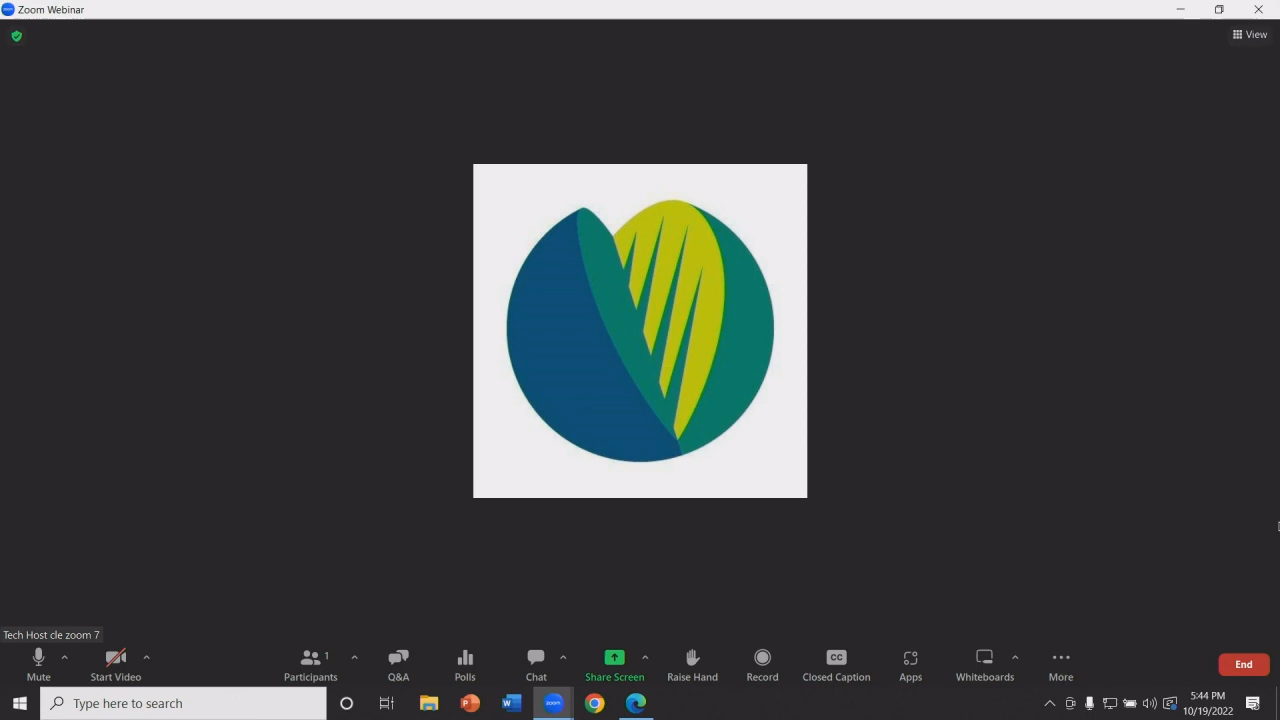 Zoom Webinar
View
Tech Host cle zoom 7
1
Mute
Start Video
Participants
Q&A
Polls
Chat
Share Screen
Raise Hand
CC
Record
Closed Caption
Apps
Whiteboards
More
End
Type here to search
P
W
zoom
5:44 PM
10/19/2022